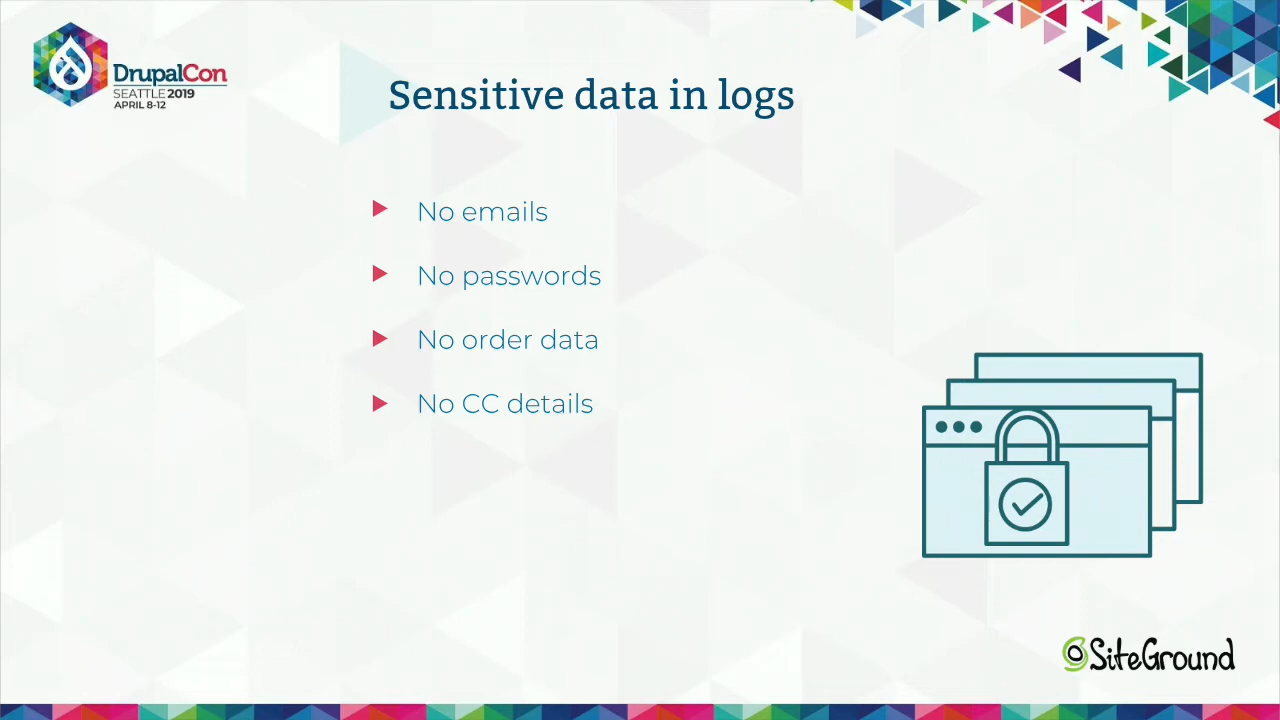 DrupalCon
SEATTLE 2019
APRIL 8-12
Sensitive data in logs
No emails
No passwords
No order data
No CC details
SiteGround